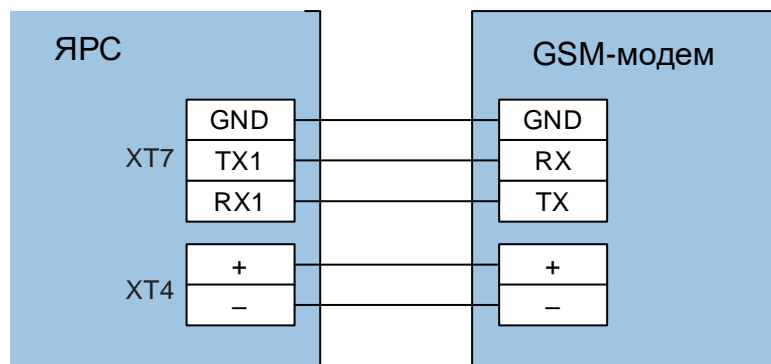 ЯРС
GSM-модем
GND GND
XT7 TX1 RX
RX1 TX
+ +
XT4
– –